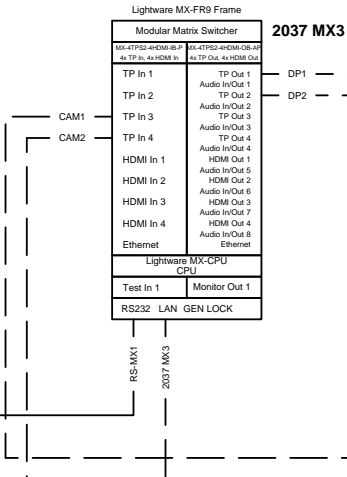 Lightware MX-FR9 Frame
Modular Matrix Switcher
2037 MX3
MX-4TPS2-4HDMI-IB-P
4x TP In, 4x HDMI In
MX-4TPS2-4HDMI-OB-AP
4x TP Out, 4x HDMI Out
TP In 1
TP Out 1
DP1
Audio In/Out 1
TP In 2
TP Out 2
DP2
Audio In/Out 2
CAM1
TP In 3
TP Out 3
Audio In/Out 3
CAM2
TP In 4
TP Out 4
Audio In/Out 4
HDMI In 1
HDMI Out 1
Audio In/Out 5
HDMI In 2
HDMI Out 2
Audio In/Out 6
HDMI In 3
HDMI Out 3
Audio In/Out 7
HDMI In 4
HDMI Out 4
Audio In/Out 8
Ethernet
Ethernet
Lightware MX-CPU
CPU
Test In 1
Monitor Out 1
RS232 LAN GEN LOCK
RS-MX1
2037 MX3